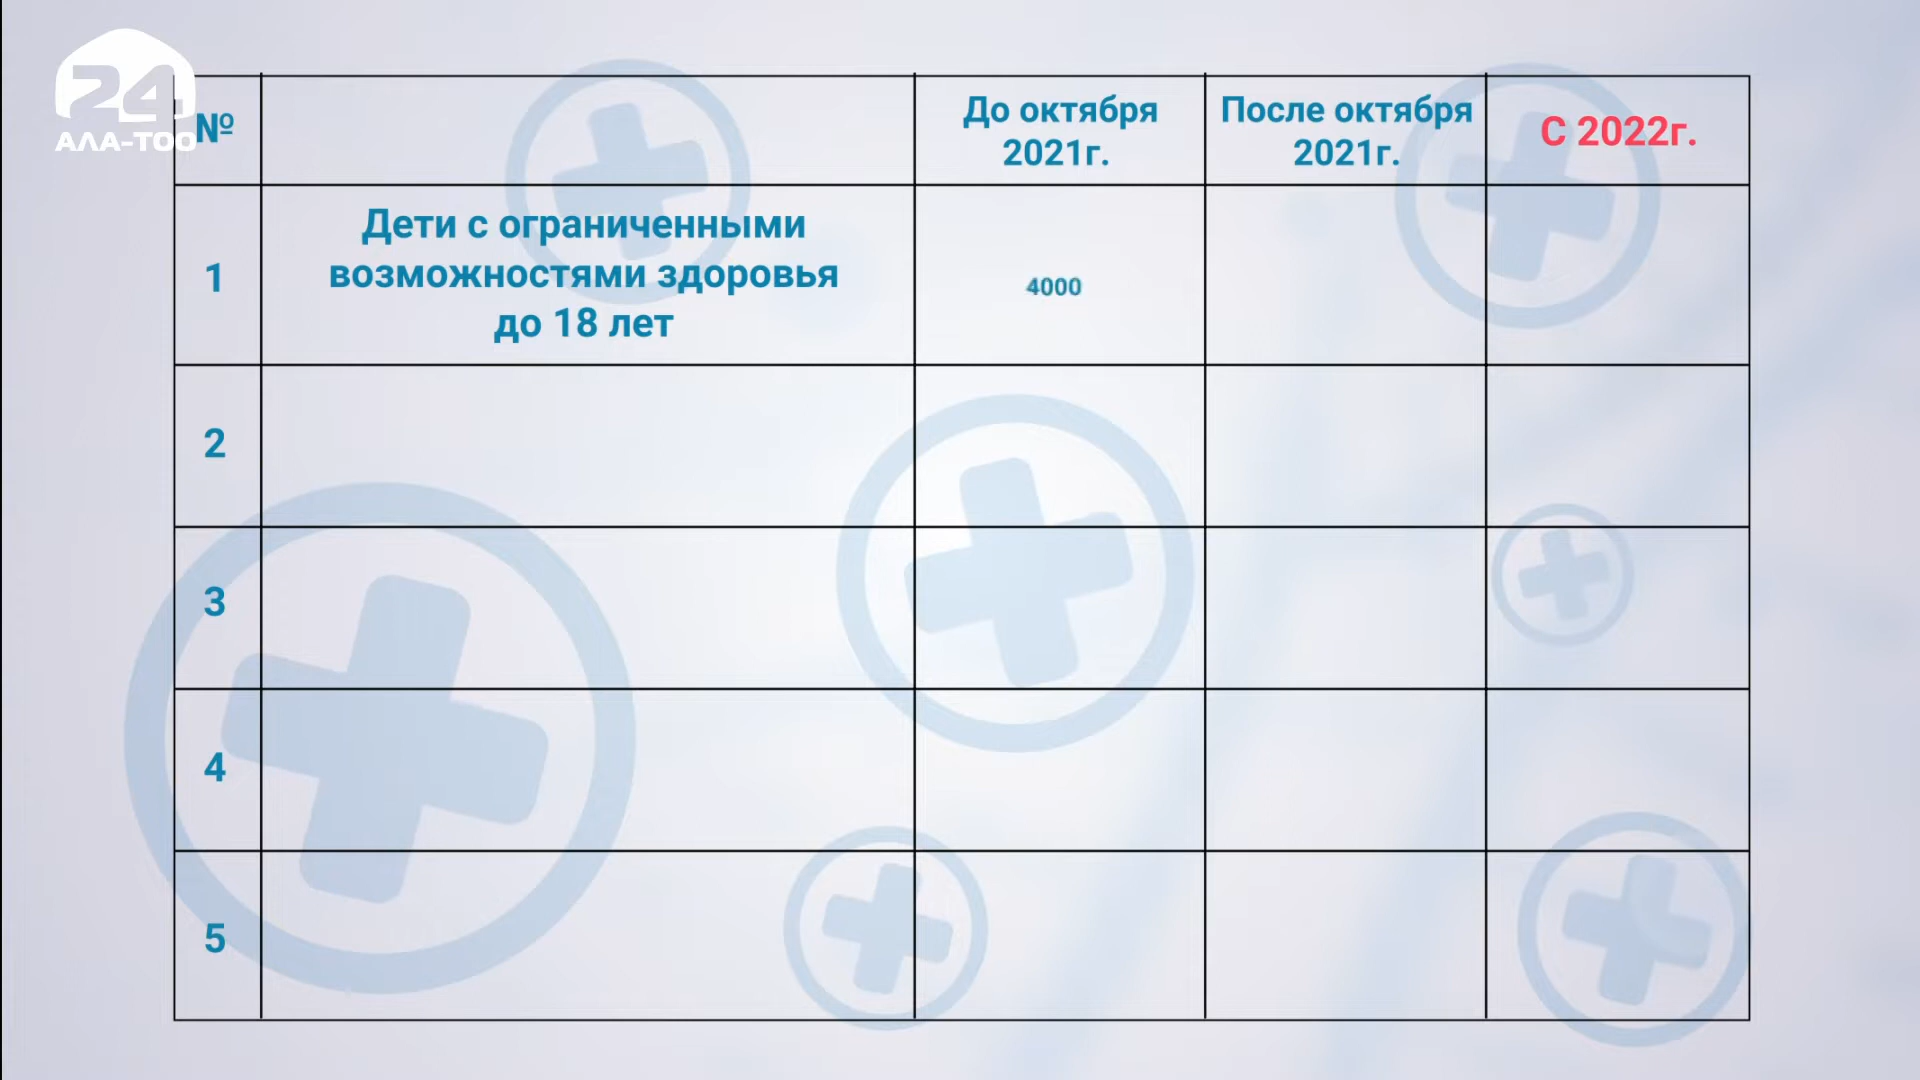 24
АЛА-ТОО
№
До октября
2021г.
После октября
2021г.
С 2022г.
1
Дети с ограниченными
возможностями здоровья
до 18 лет
4000
2
3
4
5